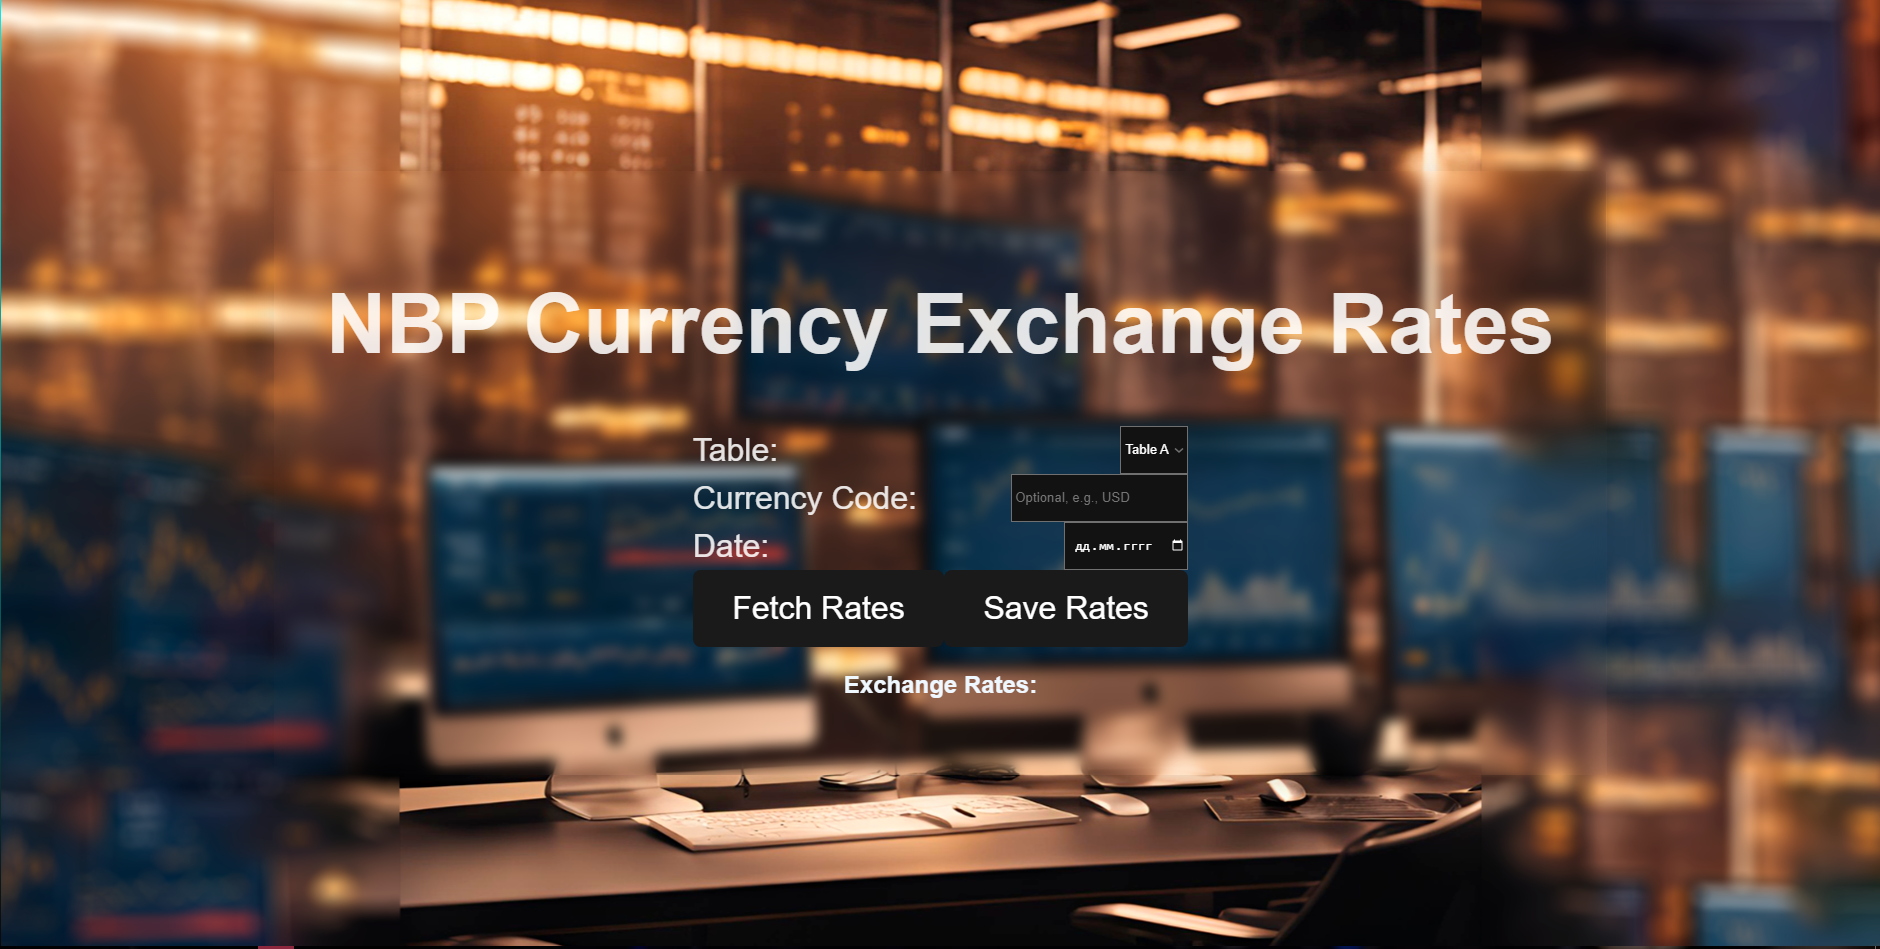 NBP Currency Exchange Rates
Table: Table A
Currency Code: Optional, e.g., USD
Date: дд.мм.гггг
Fetch Rates Save Rates
Exchange Rates: